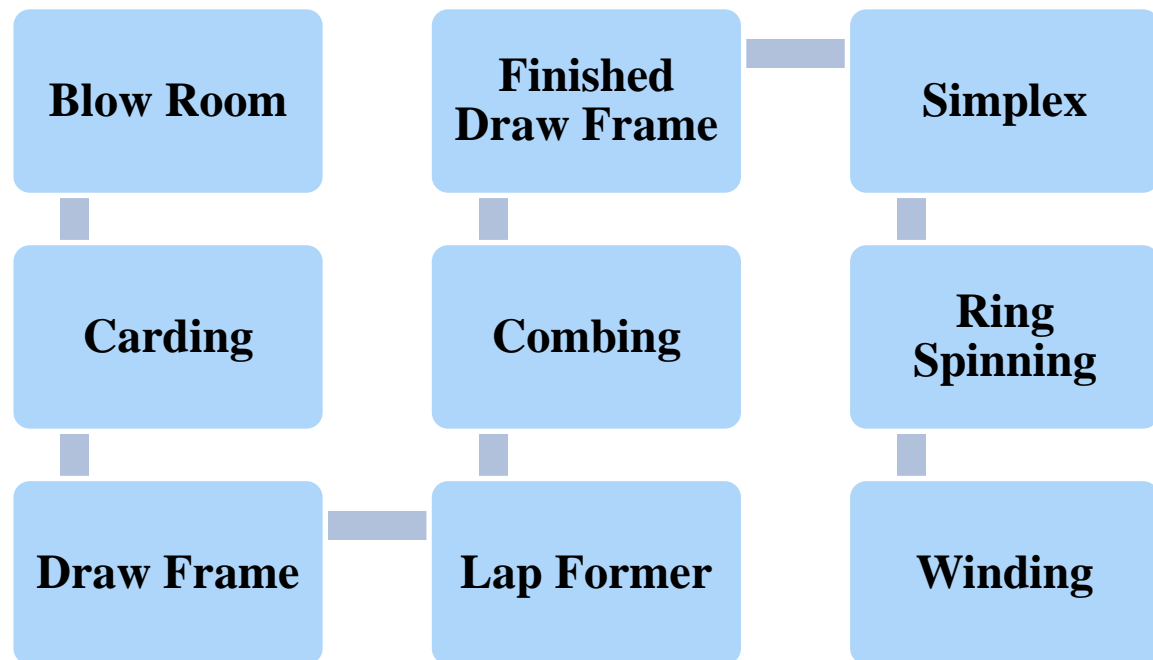 Blow Room
Carding
Draw Frame
Lap Former
Combing
Finished
Draw Frame
Simplex
Ring
Spinning
Winding